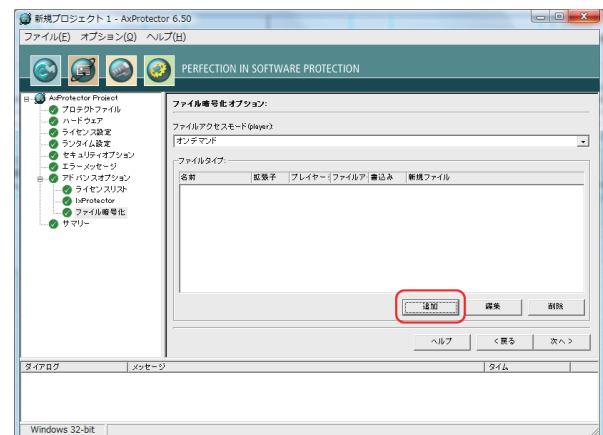 新規プロジェクト 1 - AxProtector 6.50
ファイル(F) オプション(O) ヘルプ(H)
PERFECTION IN SOFTWARE PROTECTION
AxProtector Project
プロテクトファイル
ハードウェア
ライセンス設定
ランタイム設定
セキュリティオプション
エラーメッセージ
アドバンスオプション
ライセンスリスト
IxProtector
ファイル暗号化
サマリー
ファイル暗号化オプション:
ファイルアクセスモード(player):
オンデマンド
ファイルタイプ:
名前 拡張子 プレイヤー ファイルア 書込み 新規ファイル
追加 編集 削除
ヘルプ < 戻る 次へ >
ダイアログ メッセージ タイム
Windows 32-bit